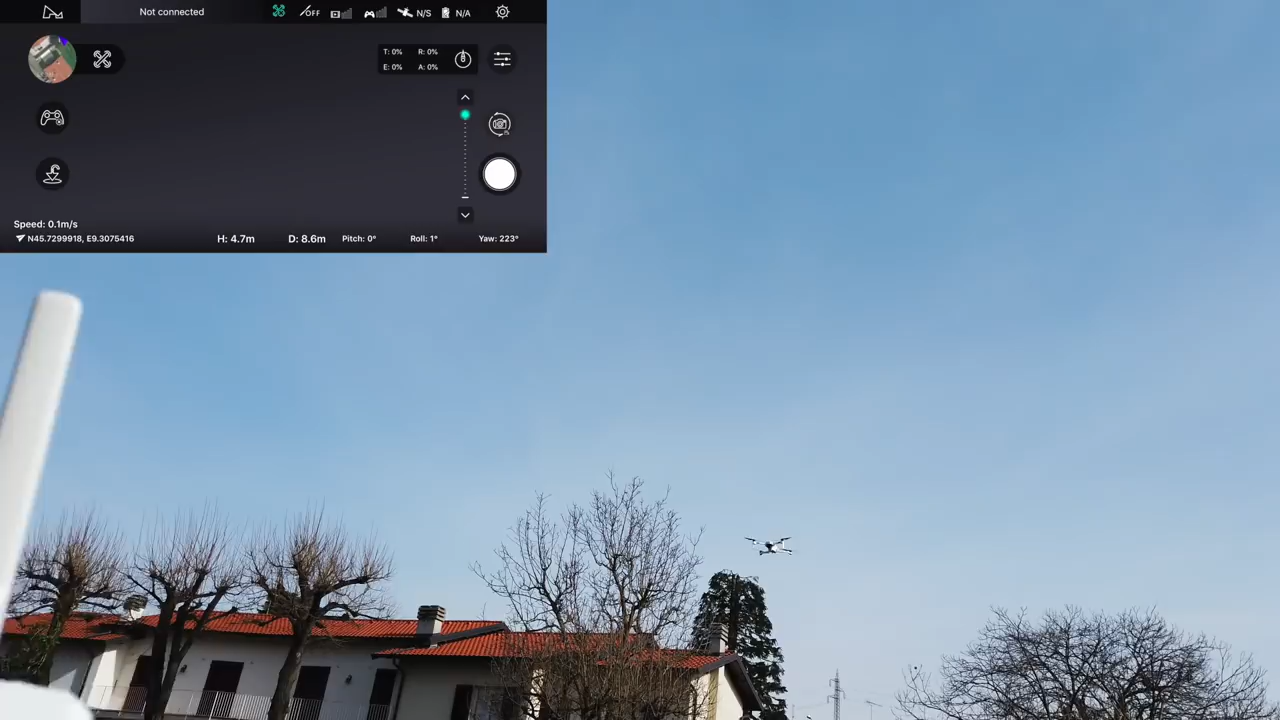 Not connected
OFF
N/S
N/A
T: 0%
R: 0%
E: 0%
A: 0%
Speed: 0.1m/s
N45.7299918, E9.3075416
H: 4.7m
D: 8.6m
Pitch: 0°
Roll: 1°
Yaw: 223°